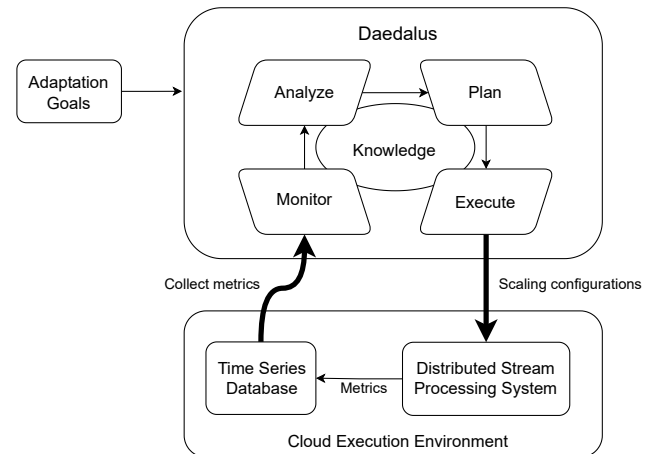 Daedalus
Adaptation
Goals
Analyze
Plan
Knowledge
Monitor
Execute
Collect metrics
Scaling configurations
Time Series
Database
Metrics
Distributed Stream
Processing System
Cloud Execution Environment